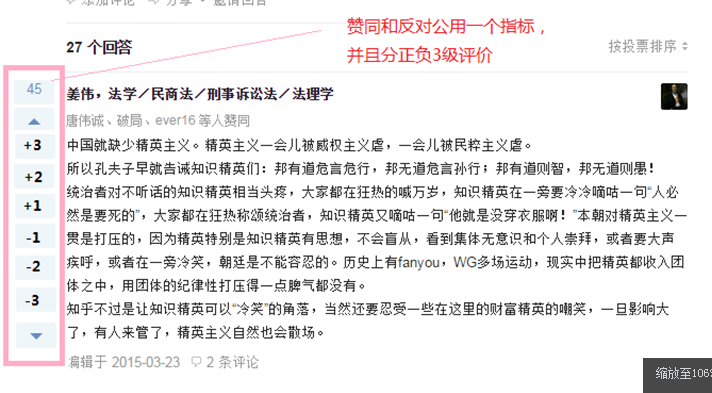 添加评论 分享 · 邀请回答
赞同和反对公用一个指标，
并且分正负3级评价
27 个回答
按投票排序
45
+3
+2
+1
-1
-2
-3
姜伟，法学／民商法／刑事诉讼法／法理学
唐伟诚、破局、ever16 等人赞同
中国就缺少精英主义。精英主义一会儿被威权主义虐，一会儿被民粹主义虐。
所以孔夫子早就告诫知识精英们：邦有道危言危行，邦无道危言孙行；邦有道则智，邦无道则愚！
统治者对不听话的知识精英相当头疼，大家都在狂热的喊万岁，知识精英在一旁要冷冷嘀咕一句“人必
然是要死的”，大家都在狂热称颂统治者，知识精英又嘀咕一句“他就是没穿衣服啊！”本朝对精英主义一
贯是打压的，因为精英特别是知识精英有思想，不会盲从，看到集体无意识和个人崇拜，或者要大声
疾呼，或者在一旁冷笑，朝廷是不能容忍的。历史上有fanyou，WG多场运动，现实中把精英都收入团
体之中，用团体的纪律性打压得一点脾气都没有。
知乎不过是让知识精英可以“冷笑”的角落，当然还要忍受一些在这里的财富精英的嘲笑，一旦影响大
了，有人来管了，精英主义自然也会散场。
编辑于 2015-03-23 2 条评论
缩放至106